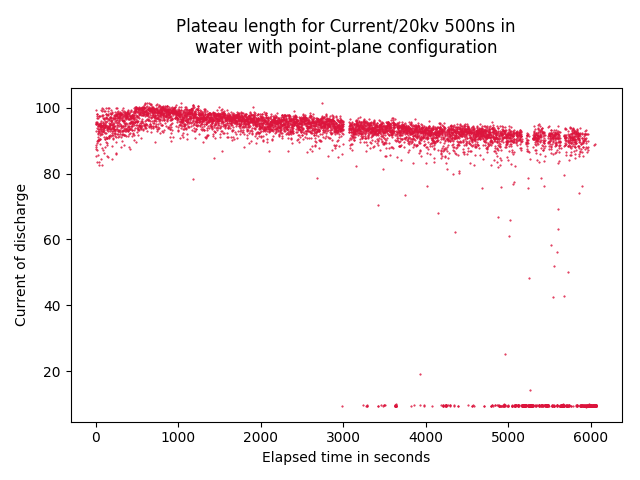 Plateau length for Current/20kv 500ns in
water with point-plane configuration
100
80
60
40
20
Current of discharge
0 1000 2000 3000 4000 5000 6000
Elapsed time in seconds